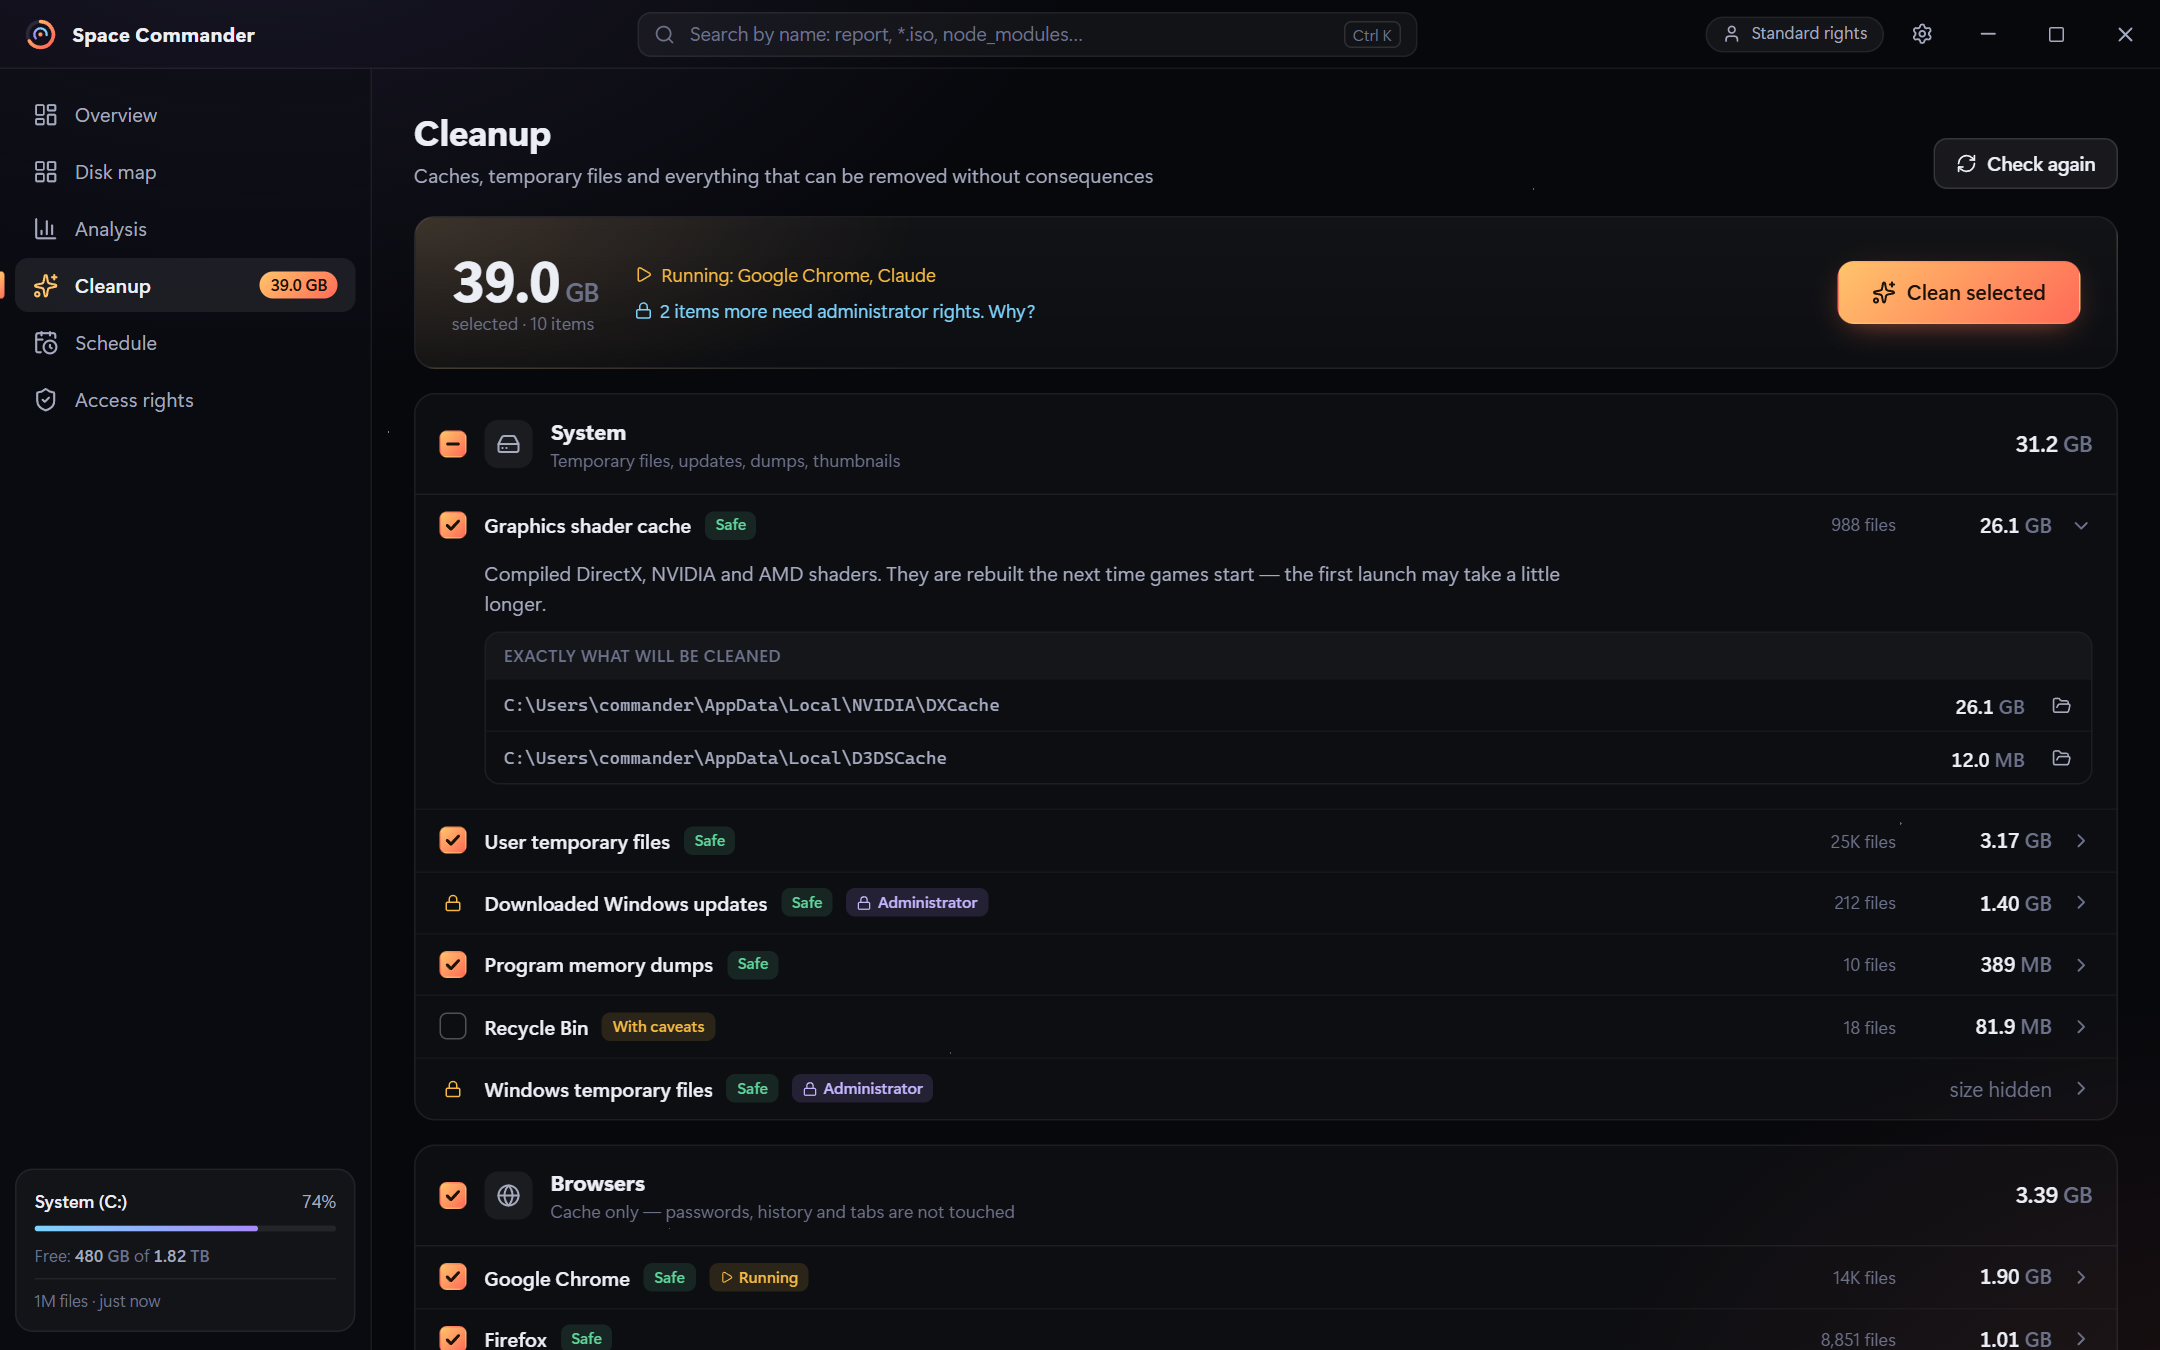 Space Commander
Search by name: report, *.iso, node_modules...
Ctrl K
Standard rights
Overview
Disk map
Analysis
Cleanup
39.0 GB
Schedule
Access rights
System (C:)
74%
Free: 480 GB of 1.82 TB
1M files · just now
Cleanup
Caches, temporary files and everything that can be removed without consequences
Check again
39.0 GB
selected · 10 items
Running: Google Chrome, Claude
2 items more need administrator rights. Why?
Clean selected
System
Temporary files, updates, dumps, thumbnails
31.2 GB
Graphics shader cache
Safe
988 files
26.1 GB
Compiled DirectX, NVIDIA and AMD shaders. They are rebuilt the next time games start — the first launch may take a little
longer.
EXACTLY WHAT WILL BE CLEANED
C:\Users\commander\AppData\Local\NVIDIA\DXCache
26.1 GB
C:\Users\commander\AppData\Local\D3DSCache
12.0 MB
User temporary files
Safe
25K files
3.17 GB
Downloaded Windows updates
Safe
Administrator
212 files
1.40 GB
Program memory dumps
Safe
10 files
389 MB
Recycle Bin
With caveats
18 files
81.9 MB
Windows temporary files
Safe
Administrator
size hidden
Browsers
Cache only — passwords, history and tabs are not touched
3.39 GB
Google Chrome
Safe
Running
14K files
1.90 GB
Firefox
Safe
8,851 files
1.01 GB